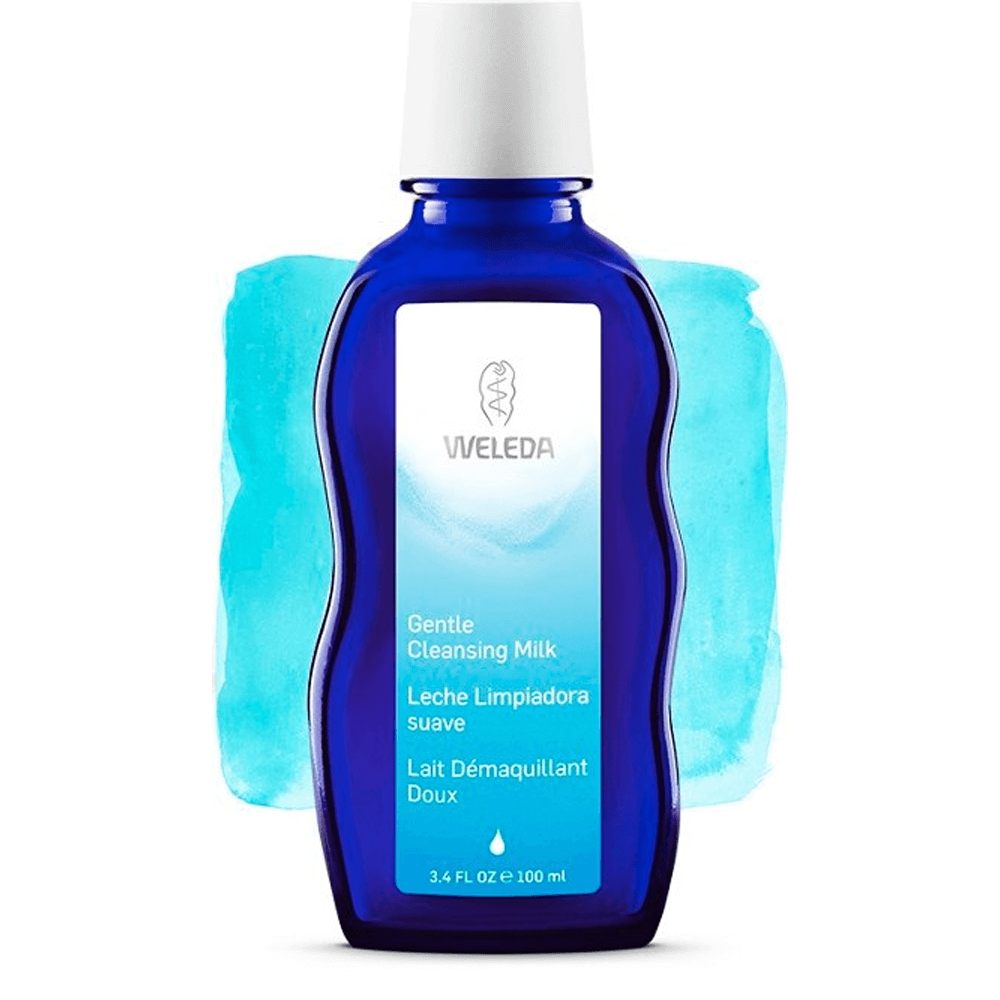 WELEDA
Gentle
Cleansing Milk
Leche Limpiadora
suave
Lait Démaquillant
Doux
3.4 FL OZ ℮ 100 ml